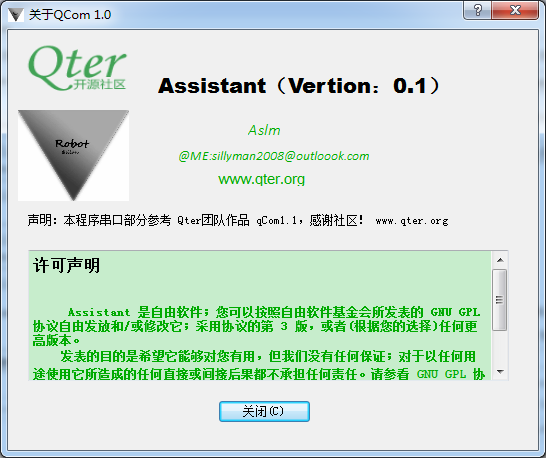 关于QCom 1.0
Qter
开源社区
Assistant（Vertion：0.1）
Robot
Aslm
@ME:sillyman2008@outloook.com
www.qter.org
声明：本程序串口部分参考 Qter团队作品 qCom1.1，感谢社区！ www.qter.org
许可声明
Assistant 是自由软件；您可以按照自由软件基金会所发表的 GNU GPL
协议自由发放和/或修改它；采用协议的第 3 版，或者(根据您的选择)任何更
高版本。
发表的目的是希望它能够对您有用，但我们没有任何保证；对于以任何用
途使用它所造成的任何直接或间接后果都不承担任何责任。请参看 GNU GPL 协
关闭(C)